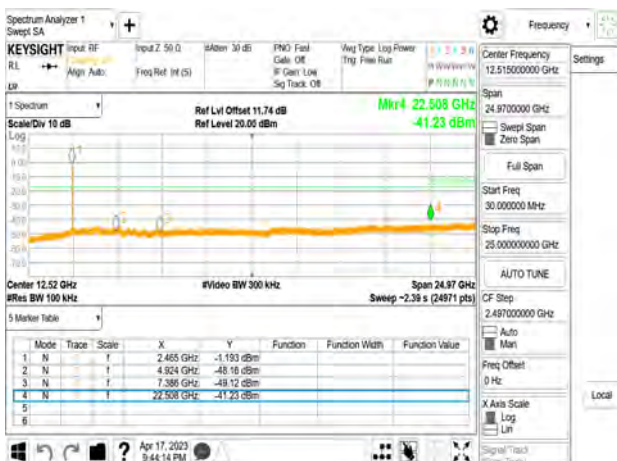 Spectrum Analyzer 1
Swept SA
+
Frequency
KEYSIGHT
Input: RF
Input Z: 50 Ω
#Atten: 30 dB
PNO: Fast
Avg Type: Log-Power
Gate: Off
Trig: Free Run
RL
Align: Auto
Freq Ref: Int (S)
IF Gain: Low
Sig Track: Off
P N N N N N
Center Frequency
12.515000000 GHz
Settings
Span
24.9700000 GHz
Swept Span
Zero Span
Full Span
Start Freq
30.000000 MHz
Stop Freq
25.000000000 GHz
AUTO TUNE
CF Step
2.497000000 GHz
Auto
Man
Freq Offset
0 Hz
X Axis Scale
Log
Lin
Signal Track
Local
1 Spectrum
Scale/Div 10 dB
Ref Lvl Offset 11.74 dB
Ref Level 20.00 dBm
Mkr4 22.508 GHz
-41.23 dBm
Log
1
4
Center 12.52 GHz
#Video BW 300 kHz
Span 24.97 GHz
#Res BW 100 kHz
Sweep ~2.39 s (24971 pts)
5 Marker Table
Mode Trace Scale X Y Function Function Width Function Value
1 N f 2.465 GHz -1.193 dBm
2 N f 4.924 GHz -48.16 dBm
3 N f 7.386 GHz -49.12 dBm
4 N f 22.508 GHz -41.23 dBm
5
6
?
Apr 17, 2023
9:44:14 PM